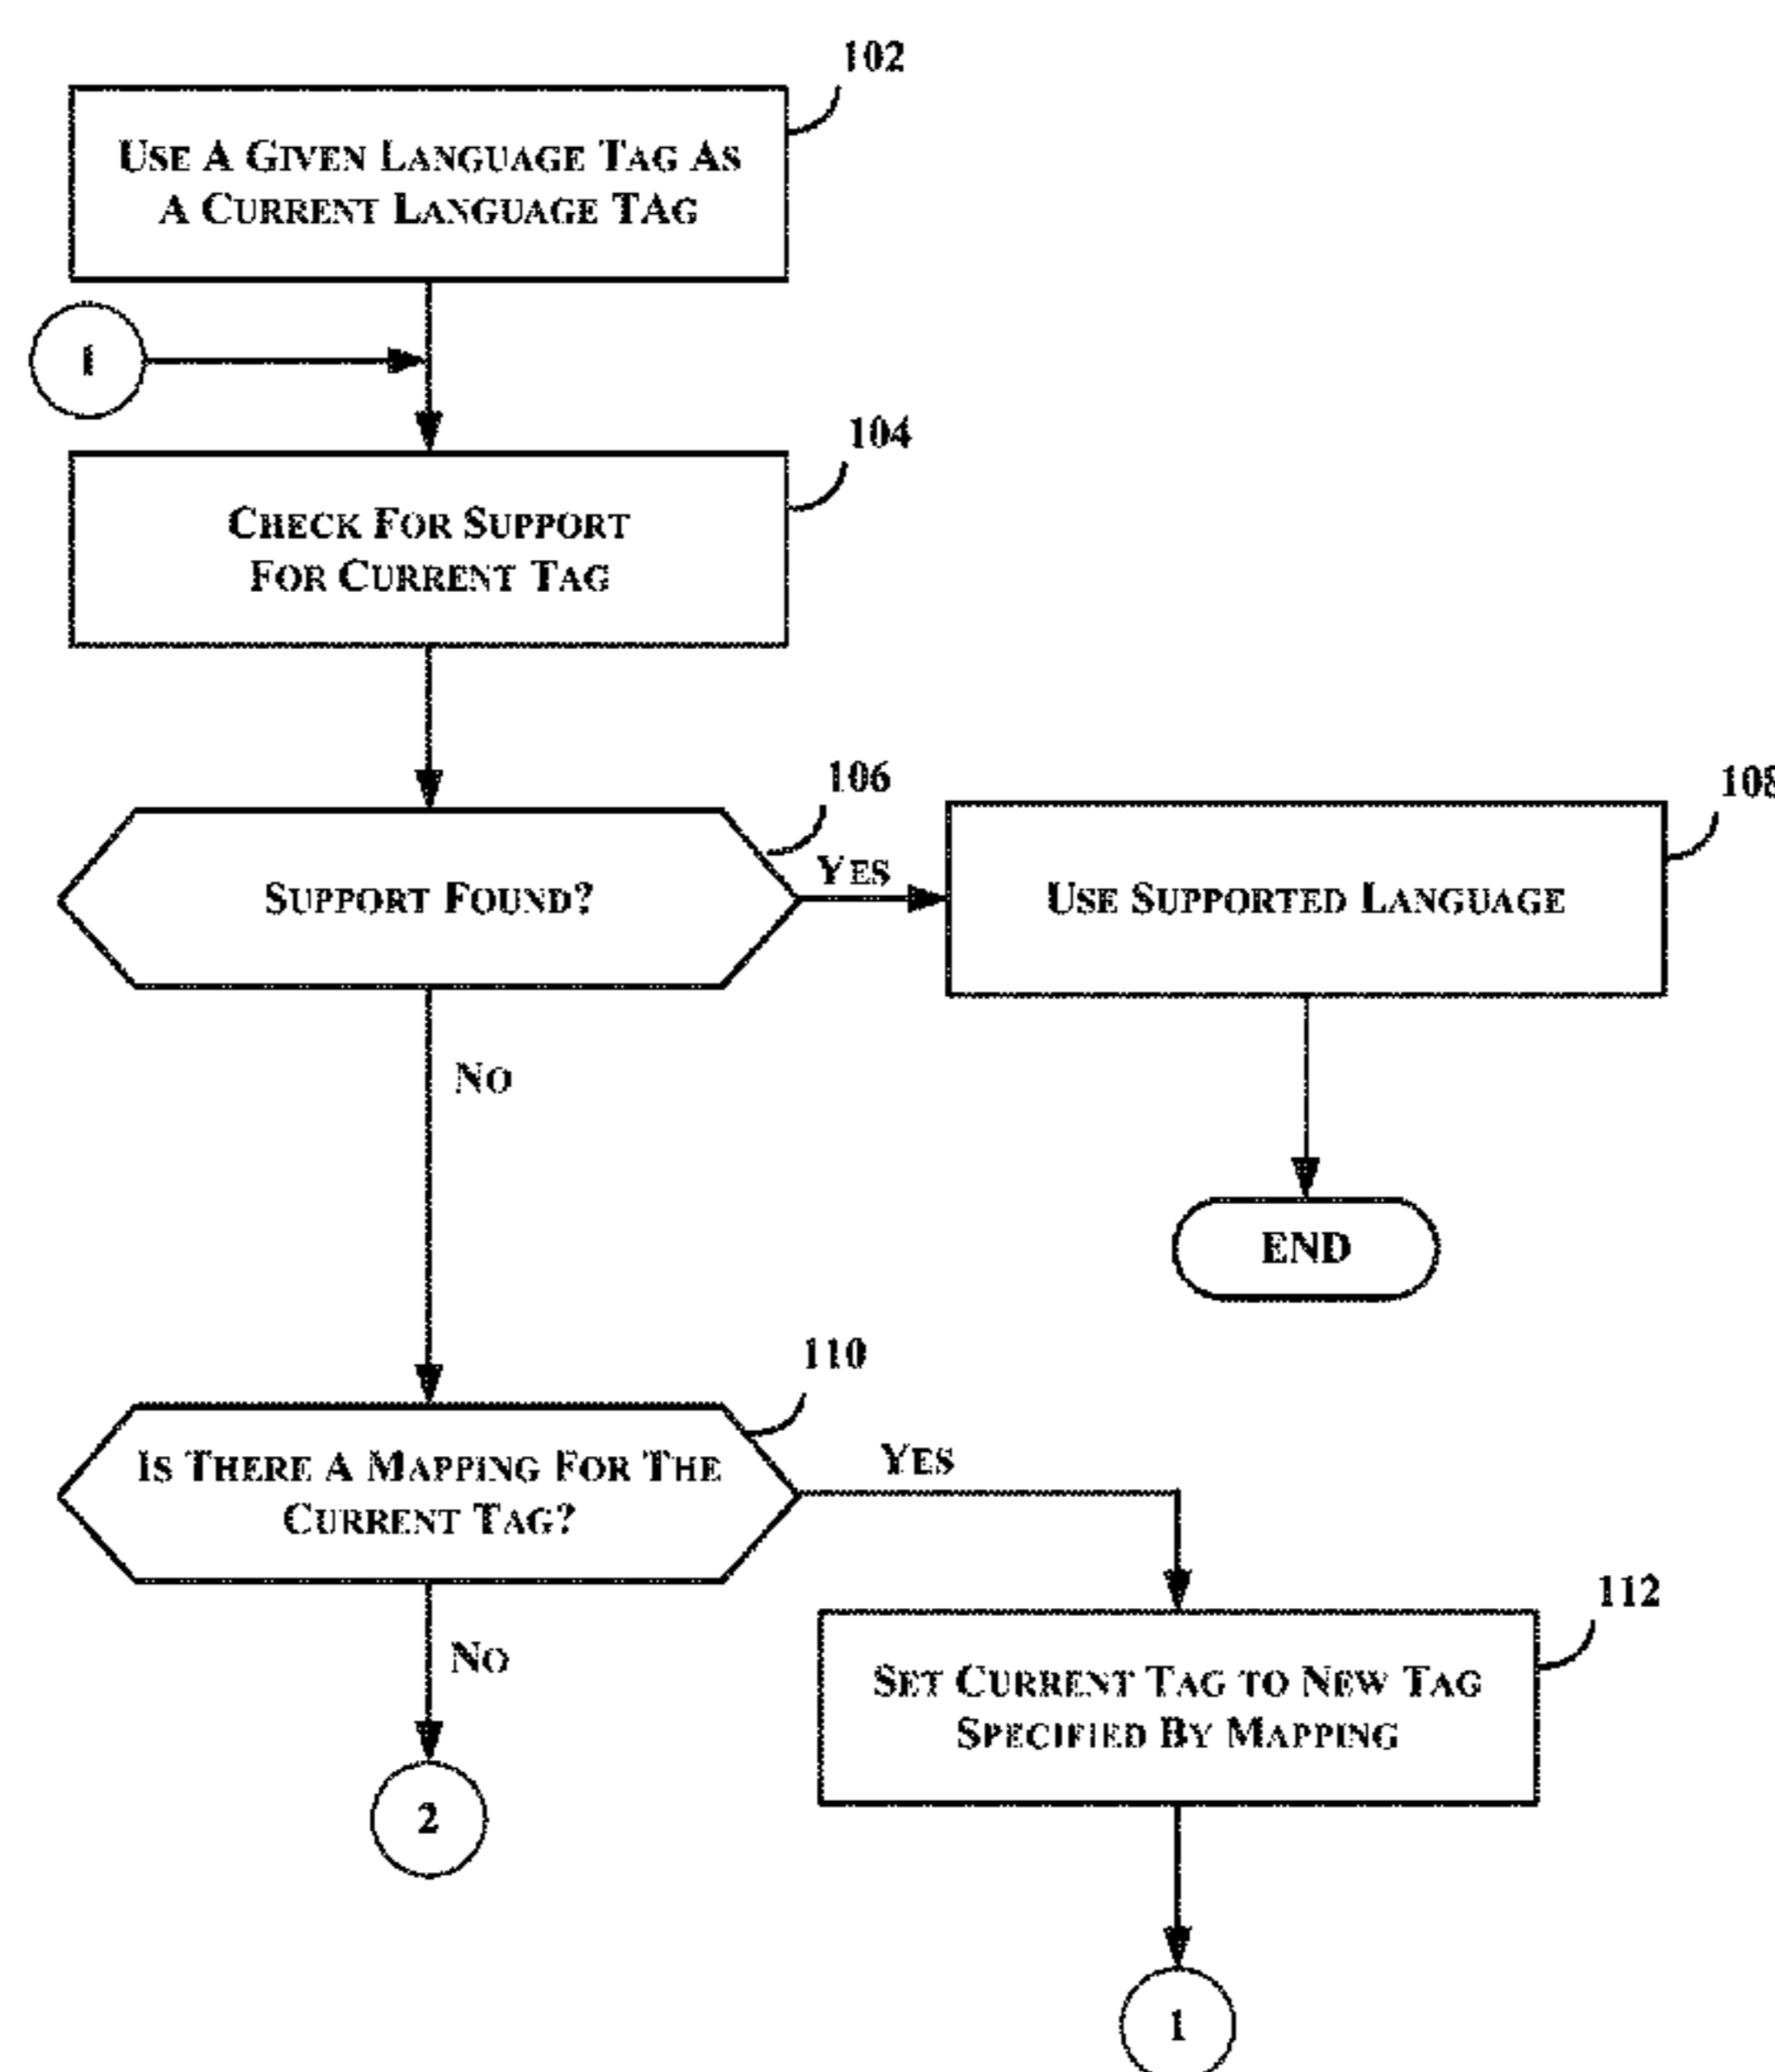 102
USE A GIVEN LANGUAGE TAG AS
A CURRENT LANGUAGE TAG
1
104
CHECK FOR SUPPORT
FOR CURRENT TAG
106
108
SUPPORT FOUND?
YES
USE SUPPORTED LANGUAGE
NO
END
110
IS THERE A MAPPING FOR THE
CURRENT TAG?
YES
112
NO
SET CURRENT TAG TO NEW TAG
SPECIFIED BY MAPPING
2
1